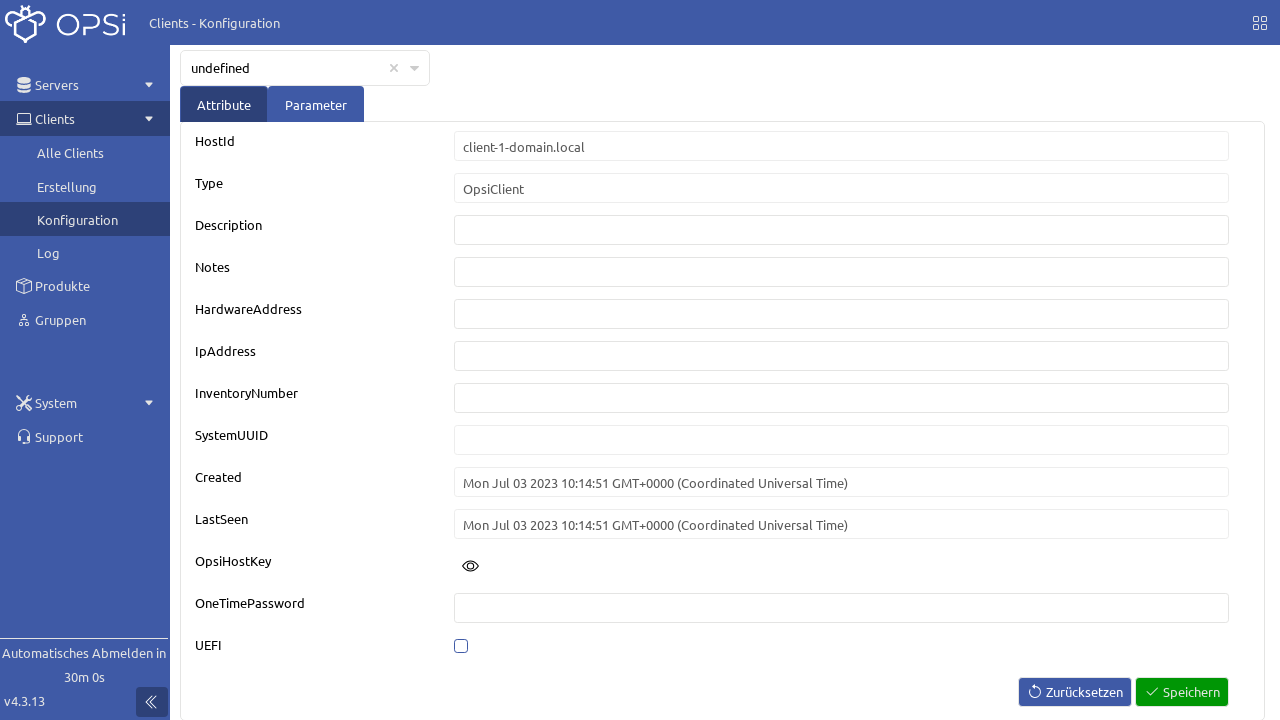 OPSi
Clients - Konfiguration
Servers
Clients
Alle Clients
Erstellung
Konfiguration
Log
Produkte
Gruppen
System
Support
Automatisches Abmelden in
30m 0s
v4.3.13
undefined
Attribute
Parameter
HostId
client-1-domain.local
Type
OpsiClient
Description
Notes
HardwareAddress
IpAddress
InventoryNumber
SystemUUID
Created
Mon Jul 03 2023 10:14:51 GMT+0000 (Coordinated Universal Time)
LastSeen
Mon Jul 03 2023 10:14:51 GMT+0000 (Coordinated Universal Time)
OpsiHostKey
OneTimePassword
UEFI
Zurücksetzen
Speichern